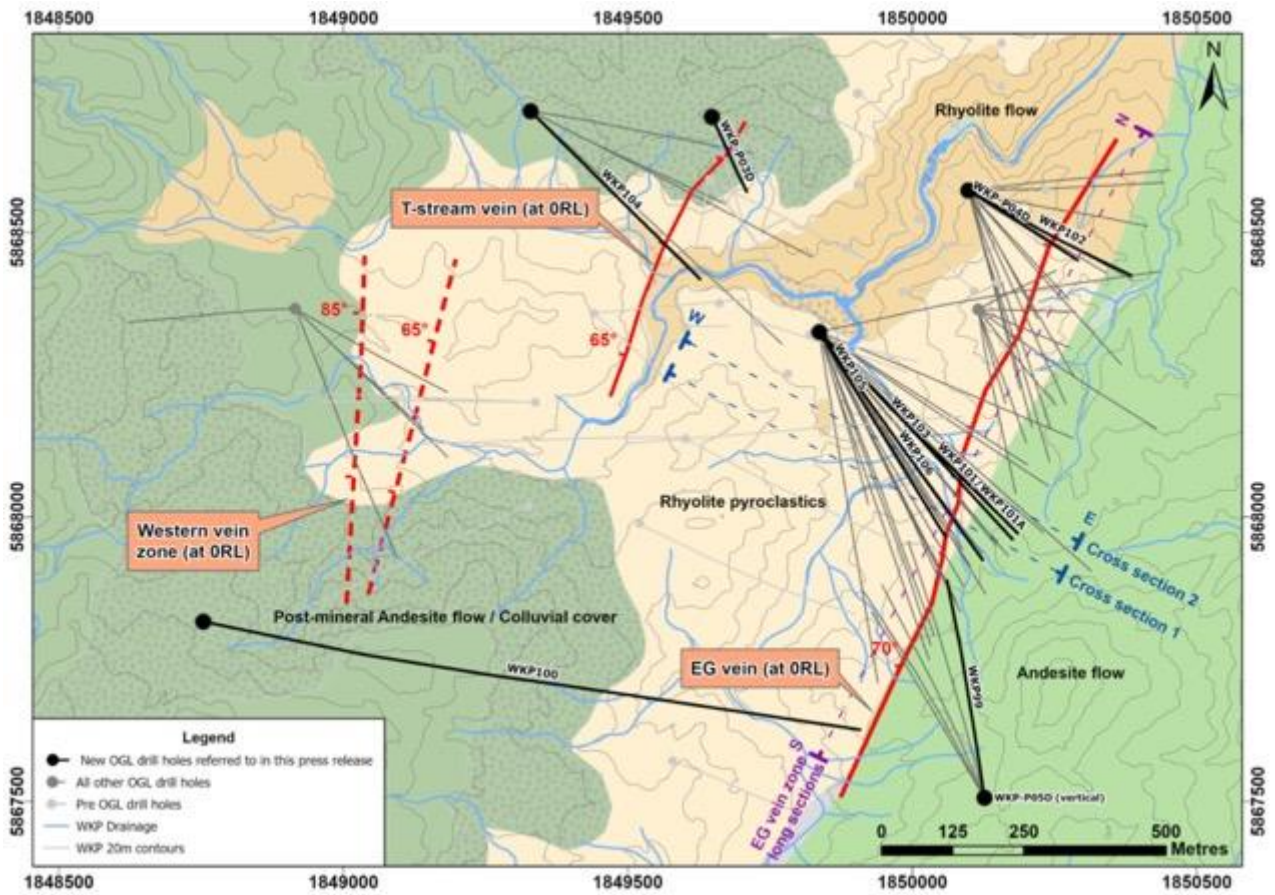 1848500
1849000
1849500
1850000
1850500
N
Rhyolite flow
N
WKP-P03D
WKP104
WKP-P04D
WKP102
T-stream vein (at 0RL)
5868500
5868500
85°
65°
65°
W
WKP105
WKP103
WKP101/WKP101A
WKP106
Rhyolite pyroclastics
5868000
5868000
Western vein
zone (at 0RL)
E
Cross section 2
Cross section 1
Post-mineral Andesite flow / Colluvial cover
70°
EG vein (at 0RL)
Andesite flow
WKP100
WKP99
S
EG vein zone
long sections
WKP-P05D (vertical)
5867500
5867500
Legend
New OGL drill holes referred to in this press release
All other OGL drill holes
Pre OGL drill holes
WKP Drainage
WKP 20m contours
0 125 250 500
Metres
1848500
1849000
1849500
1850000
1850500